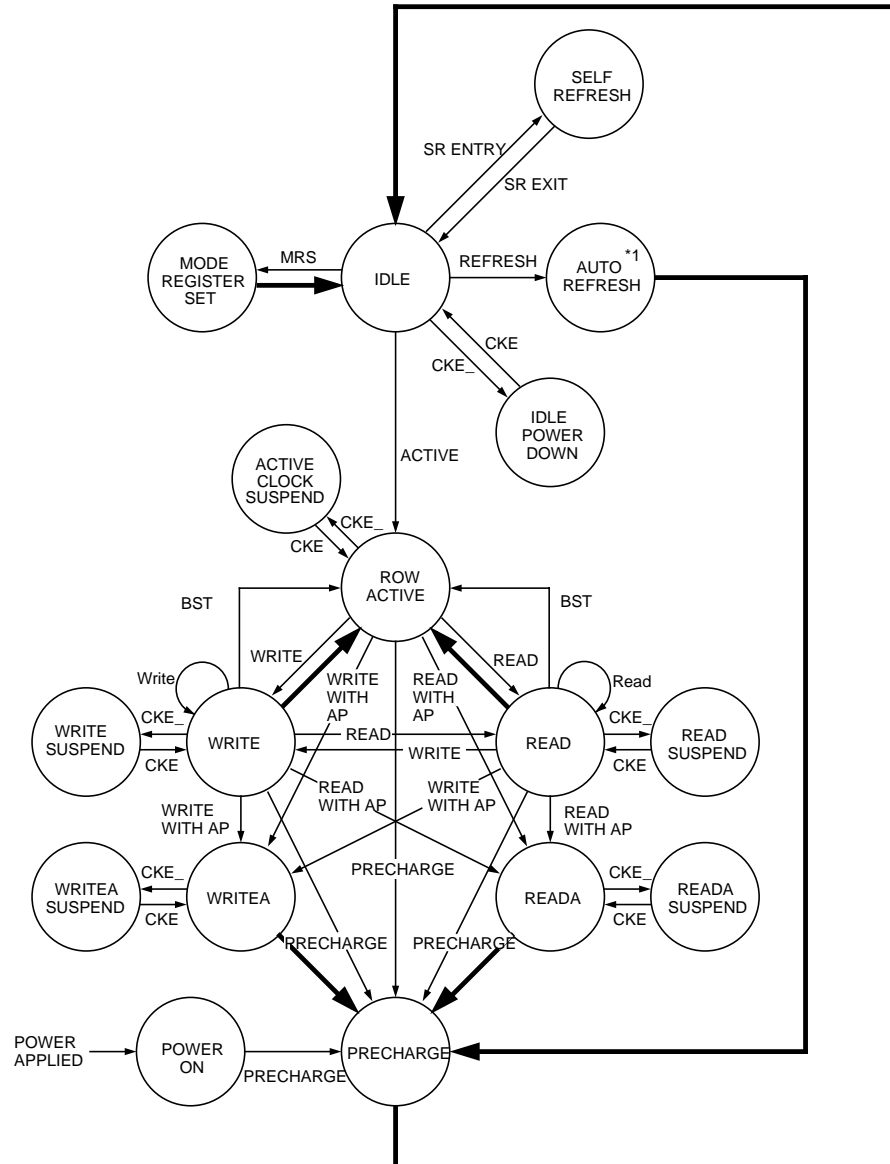 SELF
REFRESH
SR ENTRY
SR EXIT
MODE
REGISTER
SET
MRS
IDLE
REFRESH
*1
AUTO
REFRESH
CKE
CKE_
IDLE
POWER
DOWN
ACTIVE
ACTIVE
CLOCK
SUSPEND
CKE_
CKE
ROW
ACTIVE
BST
BST
WRITE
WRITE
WITH
AP
READ
WITH
AP
READ
Write
Read
WRITE
SUSPEND
CKE_
CKE
WRITE
READ
WRITE
READ
CKE_
CKE
READ
SUSPEND
WRITE
WITH AP
READ
WITH AP
WRITE
WITH AP
READ
WITH AP
WRITEA
SUSPEND
CKE_
CKE
WRITEA
PRECHARGE
READA
CKE_
CKE
READA
SUSPEND
PRECHARGE
PRECHARGE
POWER
APPLIED
POWER
ON
PRECHARGE
PRECHARGE